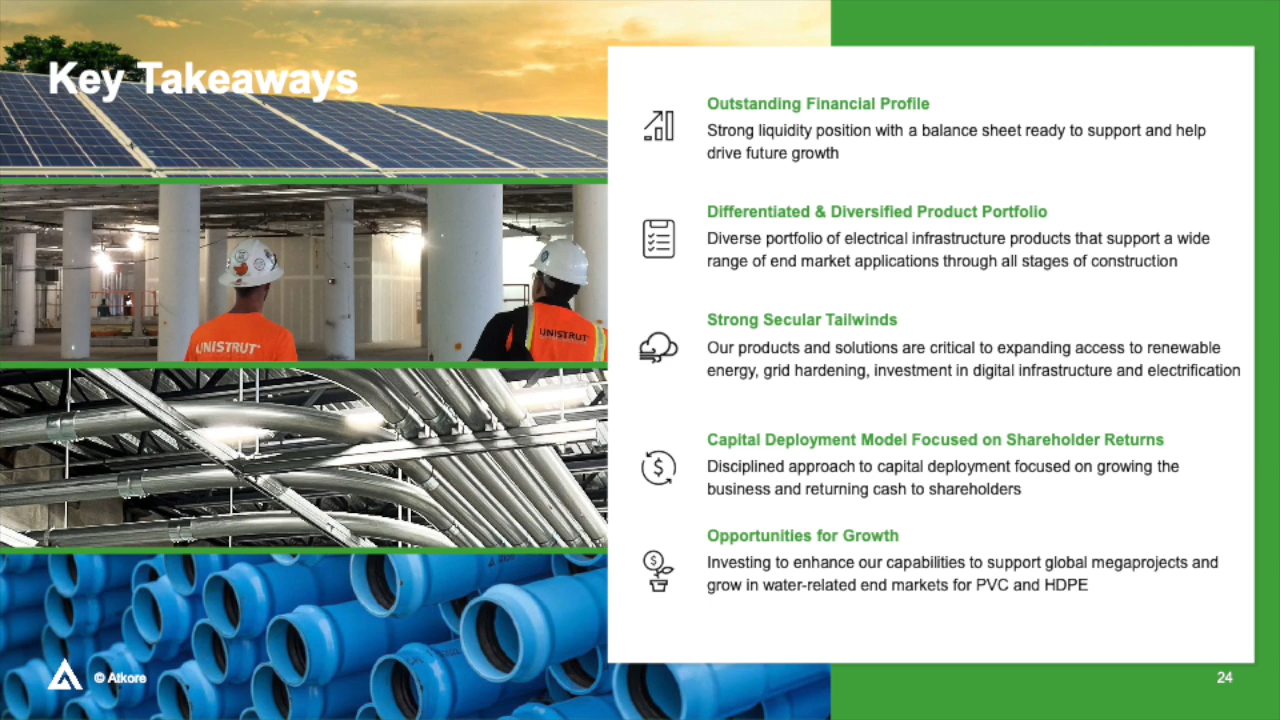 Key Takeaways
Outstanding Financial Profile
Strong liquidity position with a balance sheet ready to support and help
drive future growth
Differentiated & Diversified Product Portfolio
Diverse portfolio of electrical infrastructure products that support a wide
range of end market applications through all stages of construction
UNISTRUT
UNISTRUT
Strong Secular Tailwinds
Our products and solutions are critical to expanding access to renewable
energy, grid hardening, investment in digital infrastructure and electrification
Capital Deployment Model Focused on Shareholder Returns
Disciplined approach to capital deployment focused on growing the
business and returning cash to shareholders
Opportunities for Growth
Investing to enhance our capabilities to support global megaprojects and
grow in water-related end markets for PVC and HDPE
© Atkore
24